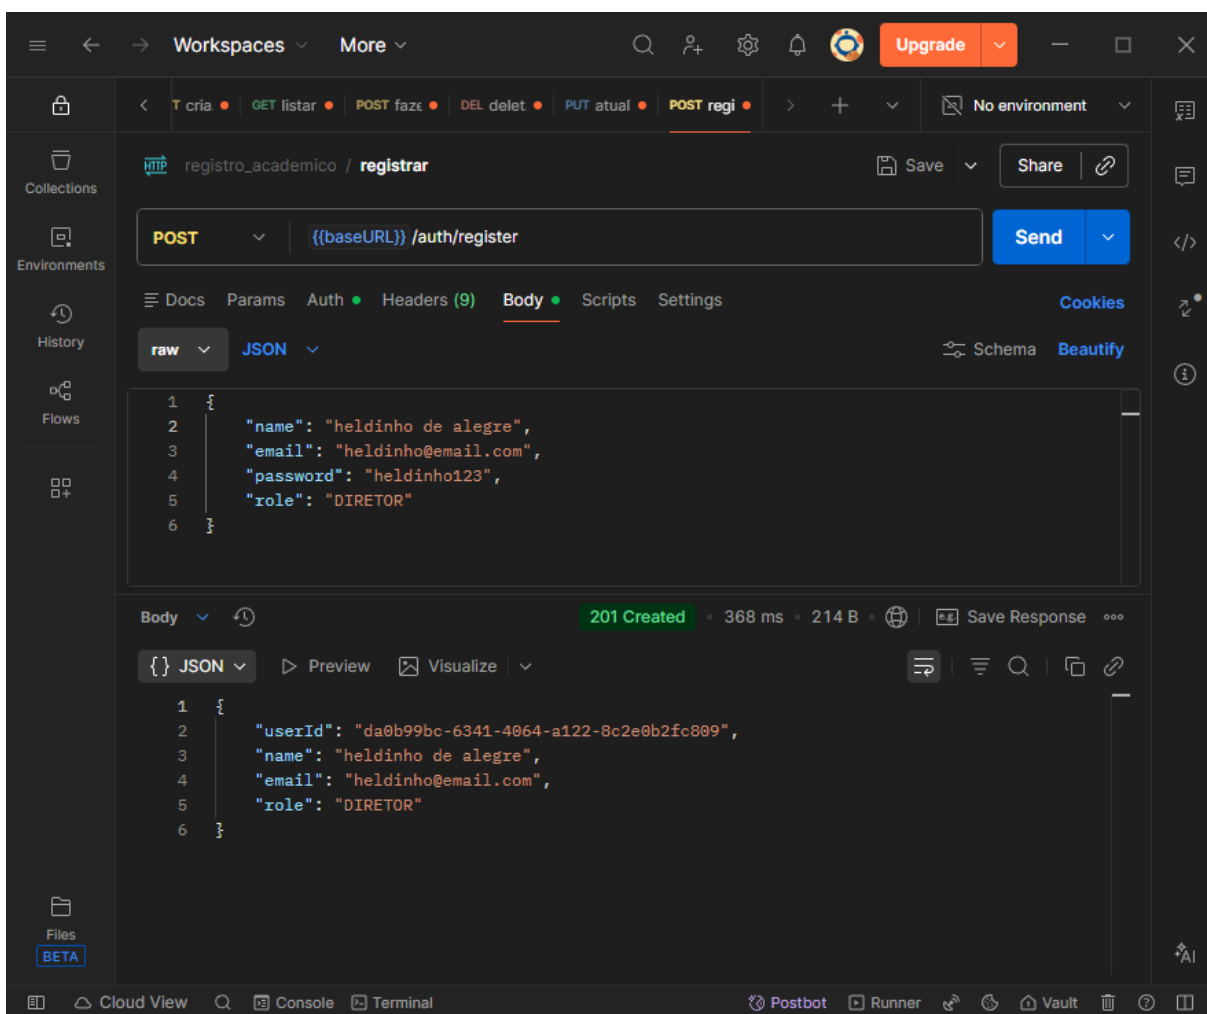 Workspaces More Upgrade
T cria. GET listar POST faze DEL delet. PUT atual POST regi No environment
HTTP registro_academico / registrar Save Share
Collections
POST {{baseURL}} /auth/register Send
Environments
Docs Params Auth Headers (9) Body Scripts Settings Cookies
History
raw JSON Schema Beautify
Flows
1 {
2 "name": "heldinho de alegre",
3 "email": "heldinho@email.com",
4 "password": "heldinho123",
5 "role": "DIRETOR"
6 }
Body 201 Created 368 ms 214 B e.g. Save Response
{} JSON Preview Visualize
1 {
2 "userId": "da0b99bc-6341-4064-a122-8c2e0b2fc809",
3 "name": "heldinho de alegre",
4 "email": "heldinho@email.com",
5 "role": "DIRETOR"
6 }
Files
BETA
AI
Cloud View Console Terminal Postbot Runner Vault